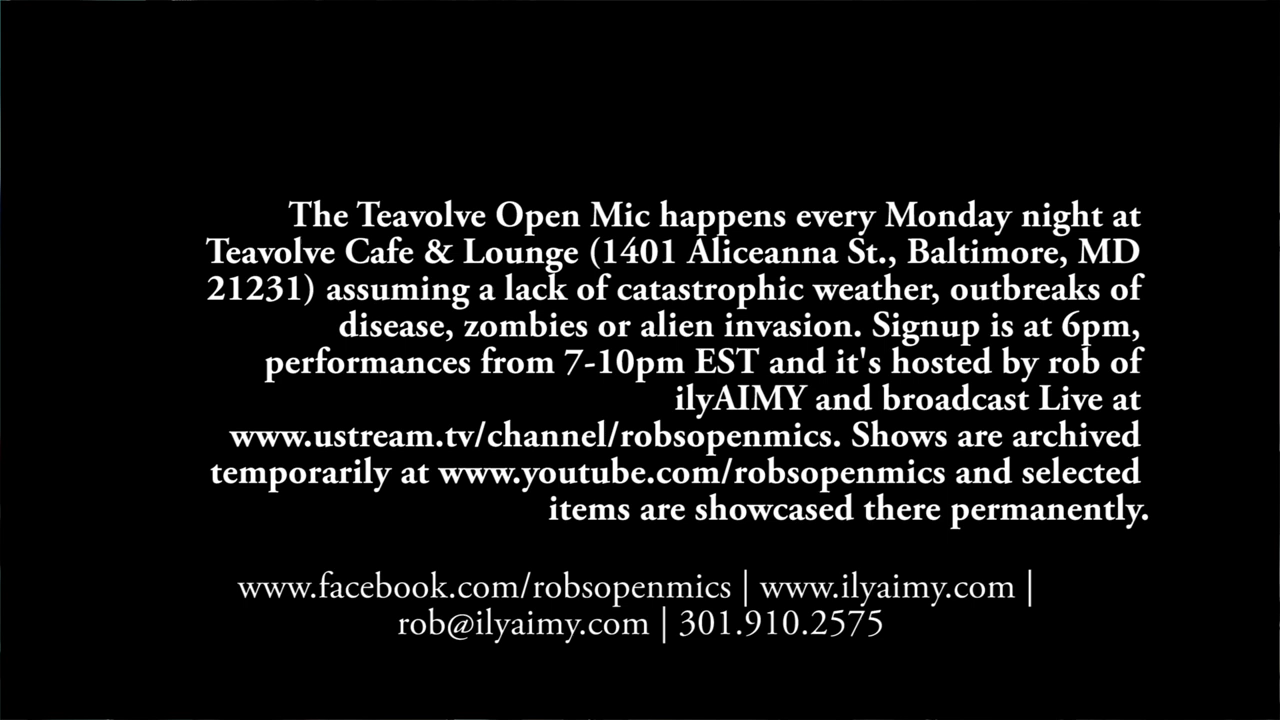 The Teavolve Open Mic happens every Monday night at
Teavolve Cafe & Lounge (1401 Aliceanna St., Baltimore, MD
21231) assuming a lack of catastrophic weather, outbreaks of
disease, zombies or alien invasion. Signup is at 6pm,
performances from 7-10pm EST and it's hosted by rob of
ilyAIMY and broadcast Live at
www.ustream.tv/channel/robsopenmics. Shows are archived
temporarily at www.youtube.com/robsopenmics and selected
items are showcased there permanently.
www.facebook.com/robsopenmics | www.ilyaimy.com |
rob@ilyaimy.com | 301.910.2575